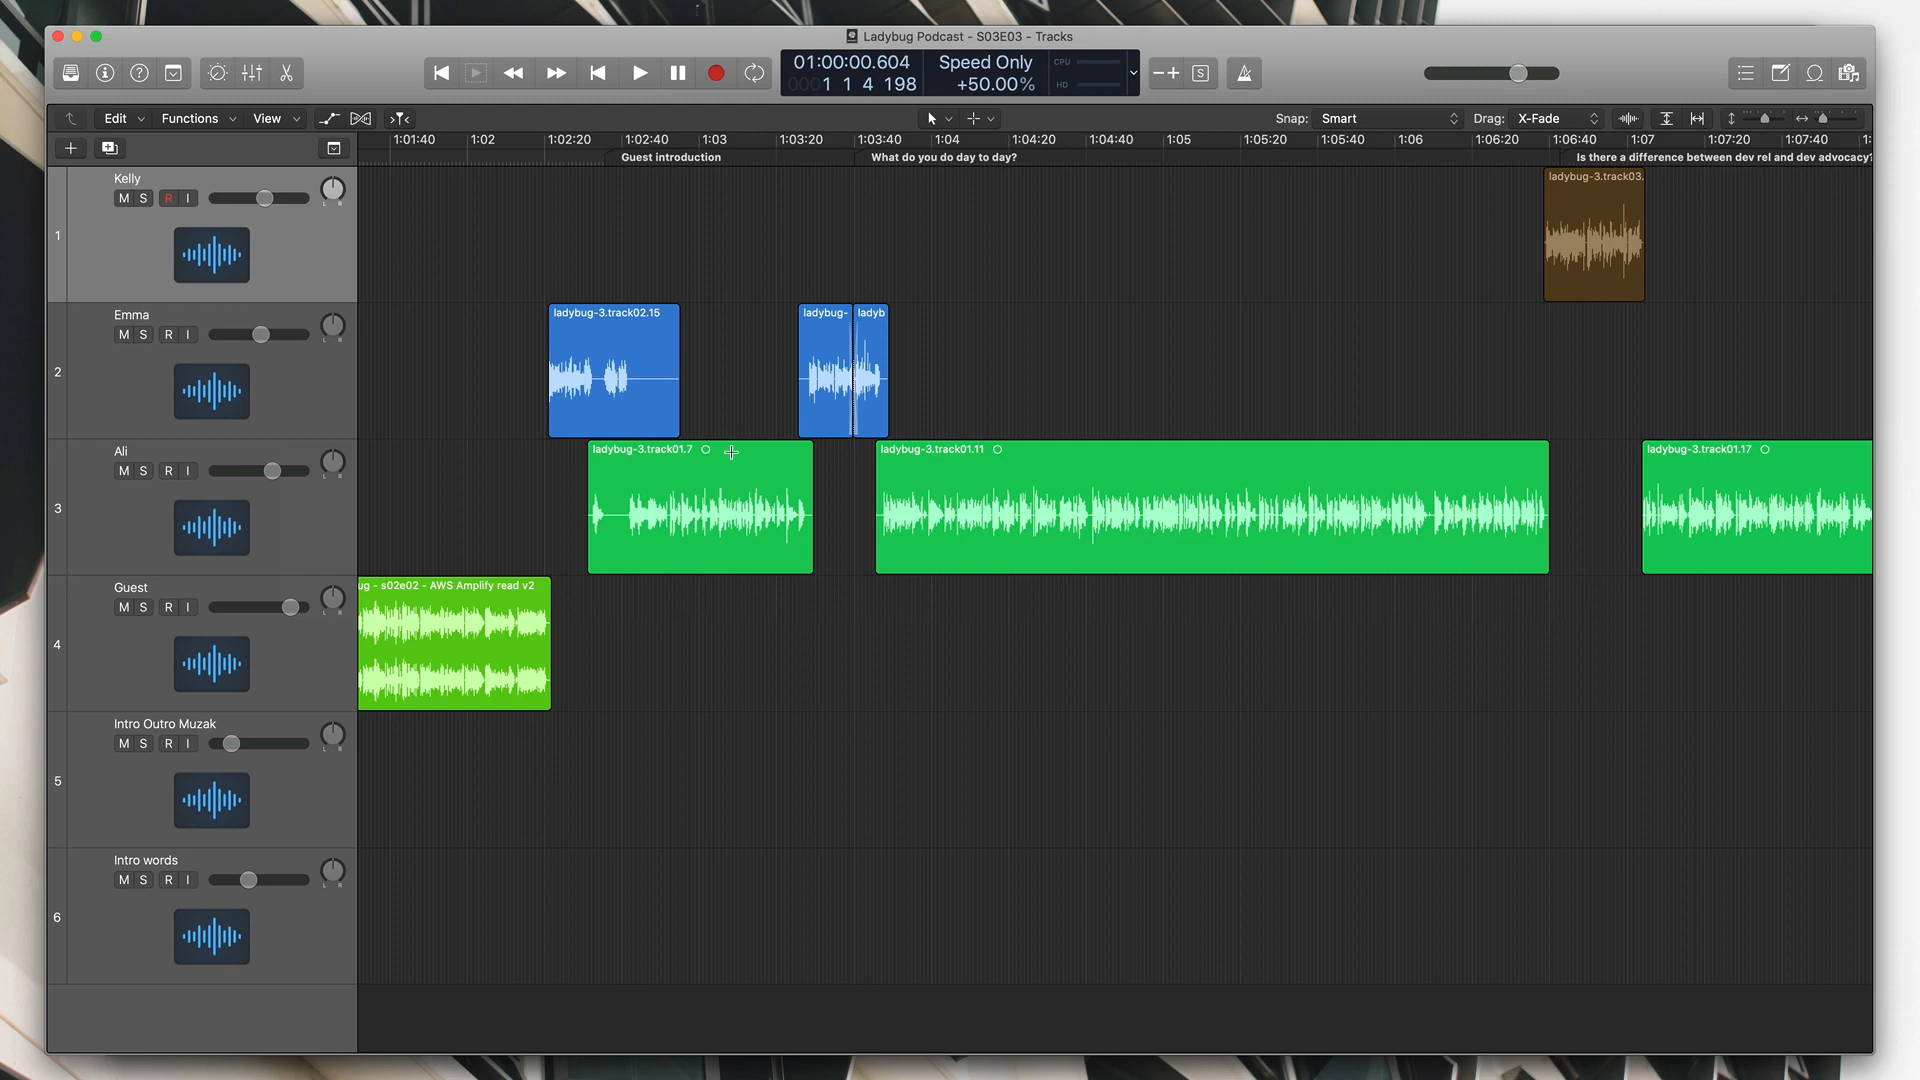 Ladybug Podcast - S03E03 - Tracks
01:00:00.604
0001 1 4 198
Speed Only
+50.00%
CPU
HD
S
Edit
Functions
View
Snap: Smart
Drag: X-Fade
1:01:40
1:02
1:02:20
1:02:40
1:03
1:03:20
1:03:40
1:04
1:04:20
1:04:40
1:05
1:05:20
1:05:40
1:06
1:06:20
1:06:40
1:07
1:07:20
1:07:40
1:
Guest introduction
What do you do day to day?
Is there a difference between dev rel and dev advocacy?
1
Kelly
M S R I
L R
ladybug-3.track03.
2
Emma
M S R I
L R
ladybug-3.track02.15
ladybug-
ladyb
3
Ali
M S R I
L R
ladybug-3.track01.7
ladybug-3.track01.11
ladybug-3.track01.17
4
Guest
M S R I
L R
ug - s02e02 - AWS Amplify read v2
5
Intro Outro Muzak
M S R I
L R
6
Intro words
M S R I
L R